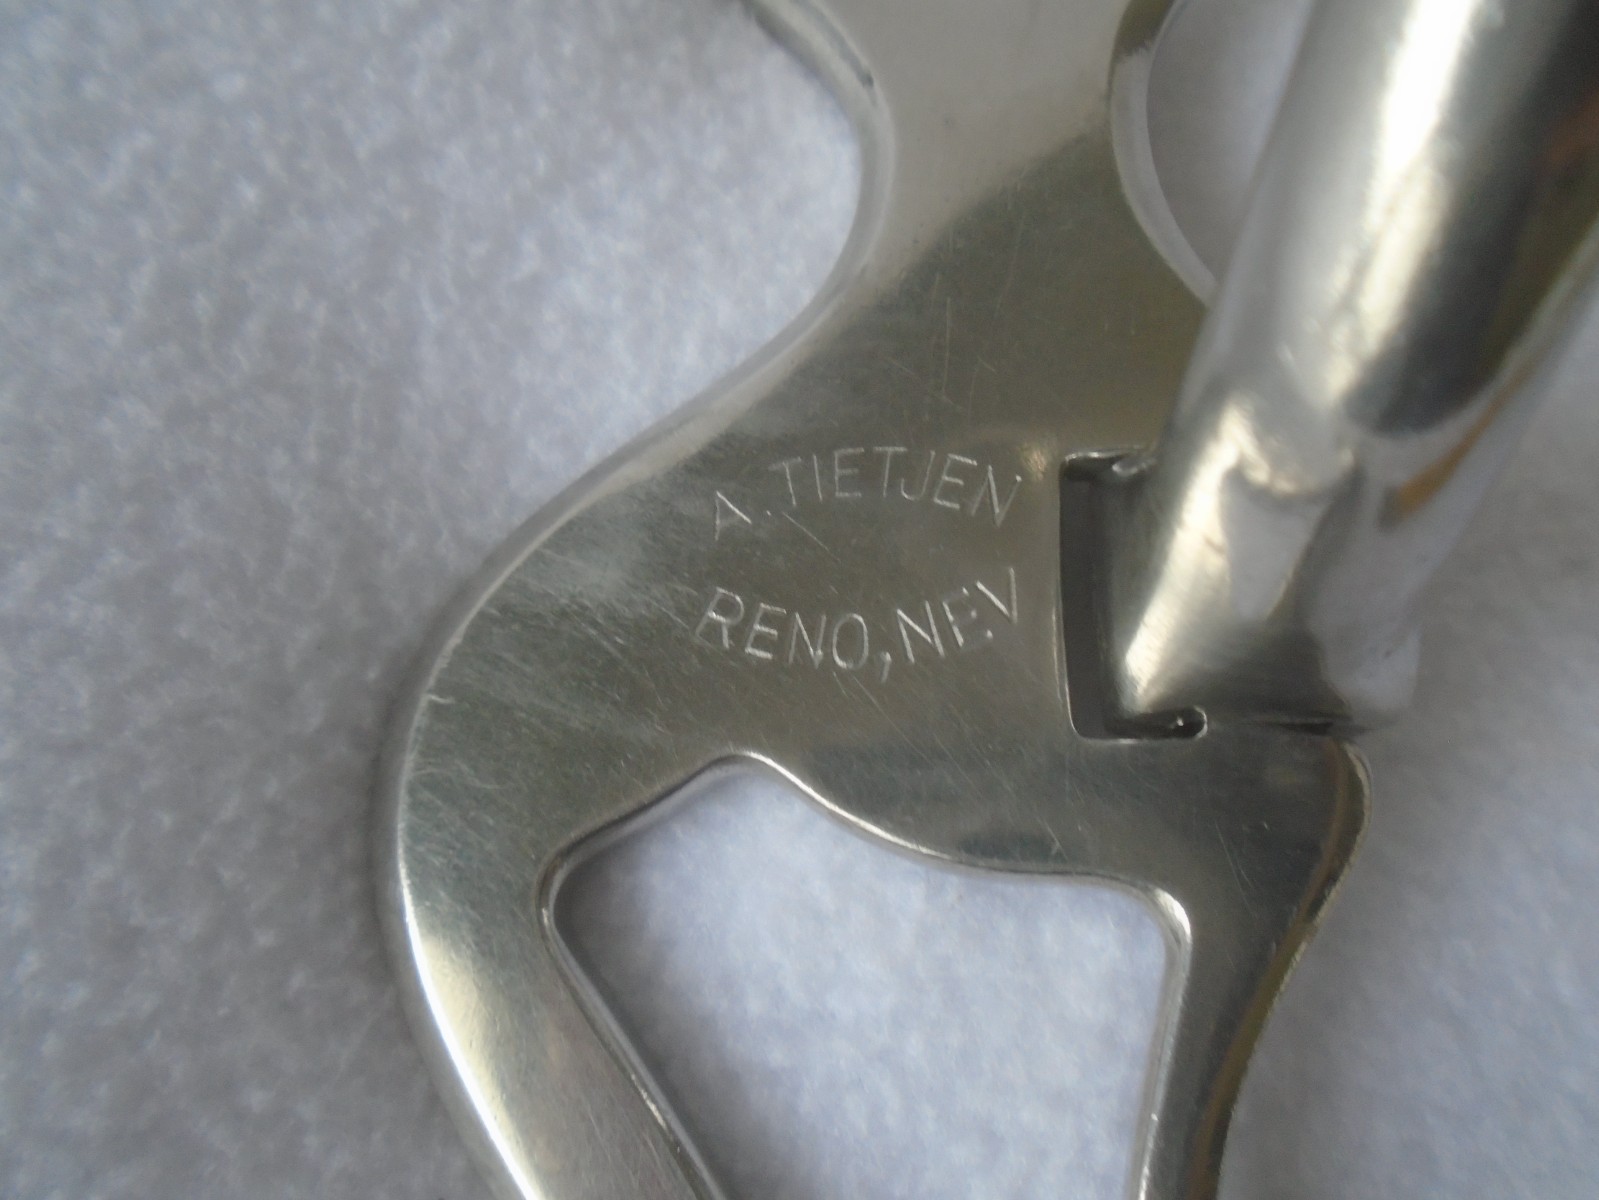 A. TIETJEN
RENO, NEV